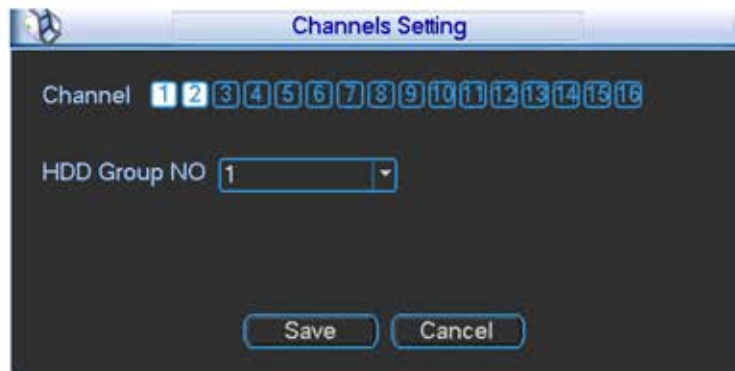 Channels Setting
Channel 1 2 3 4 5 6 7 8 9 10 11 12 13 14 15 16
HDD Group NO 1
Save Cancel